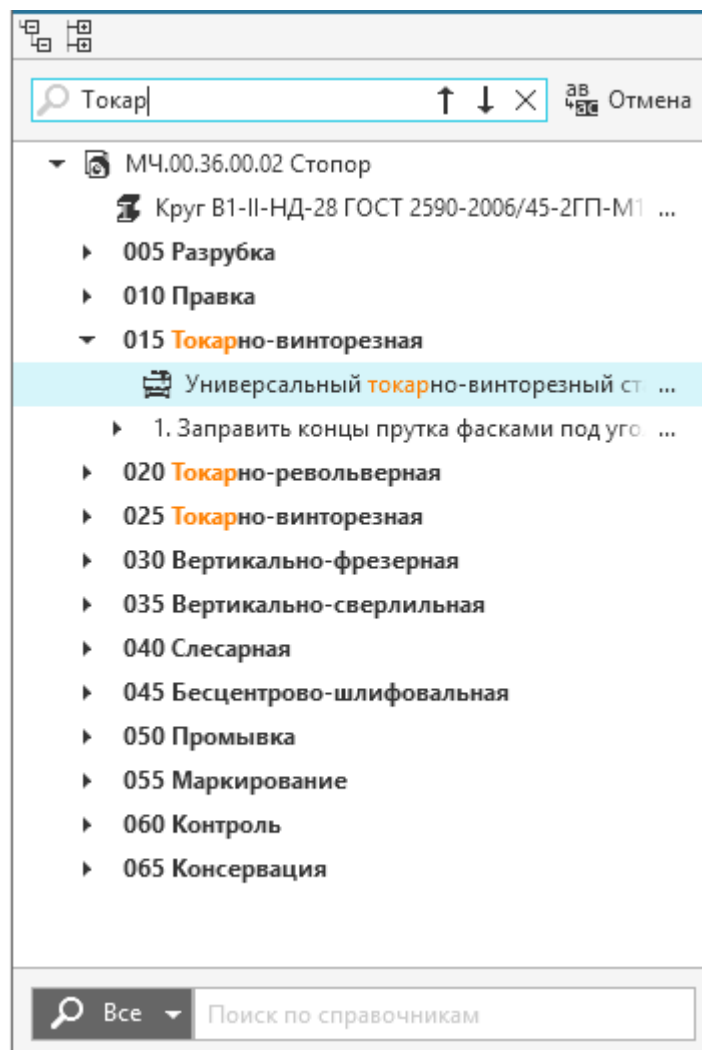 Токар
ab ac Отмена
МЧ.00.36.00.02 Стопор
Круг В1-II-НД-28 ГОСТ 2590-2006/45-2ГП-М1 ...
005 Разрубка
010 Правка
015 Токарно-винторезная
Универсальный токарно-винторезный ст ...
1. Заправить концы прутка фасками под уго ...
020 Токарно-револьверная
025 Токарно-винторезная
030 Вертикально-фрезерная
035 Вертикально-сверлильная
040 Слесарная
045 Бесцентрово-шлифовальная
050 Промывка
055 Маркирование
060 Контроль
065 Консервация
Все Поиск по справочникам